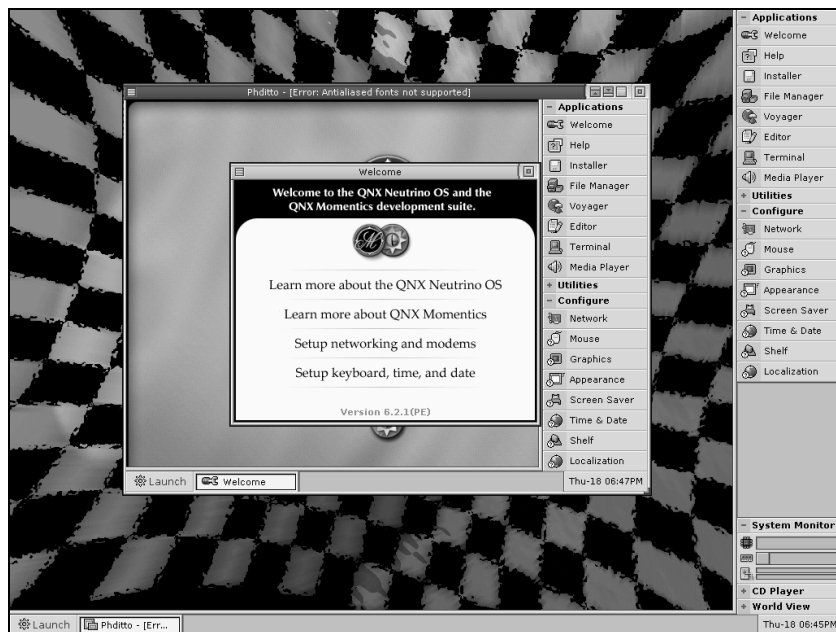 Phditto - [Error: Antialiased fonts not supported]
- Applications
Welcome
Help
Installer
File Manager
Voyager
Editor
Terminal
Media Player
+ Utilities
- Configure
Network
Mouse
Graphics
Appearance
Screen Saver
Time & Date
Shelf
Localization
Welcome
Welcome to the QNX Neutrino OS and the
QNX Momentics development suite.
Learn more about the QNX Neutrino OS
Learn more about QNX Momentics
Setup networking and modems
Setup keyboard, time, and date
Version 6.2.1(PE)
Launch
Welcome
Thu-18 06:47PM
- Applications
Welcome
Help
Installer
File Manager
Voyager
Editor
Terminal
Media Player
+ Utilities
- Configure
Network
Mouse
Graphics
Appearance
Screen Saver
Time & Date
Shelf
Localization
- System Monitor
+ CD Player
+ World View
Launch
Phditto - [Err...
Thu-18 06:45PM